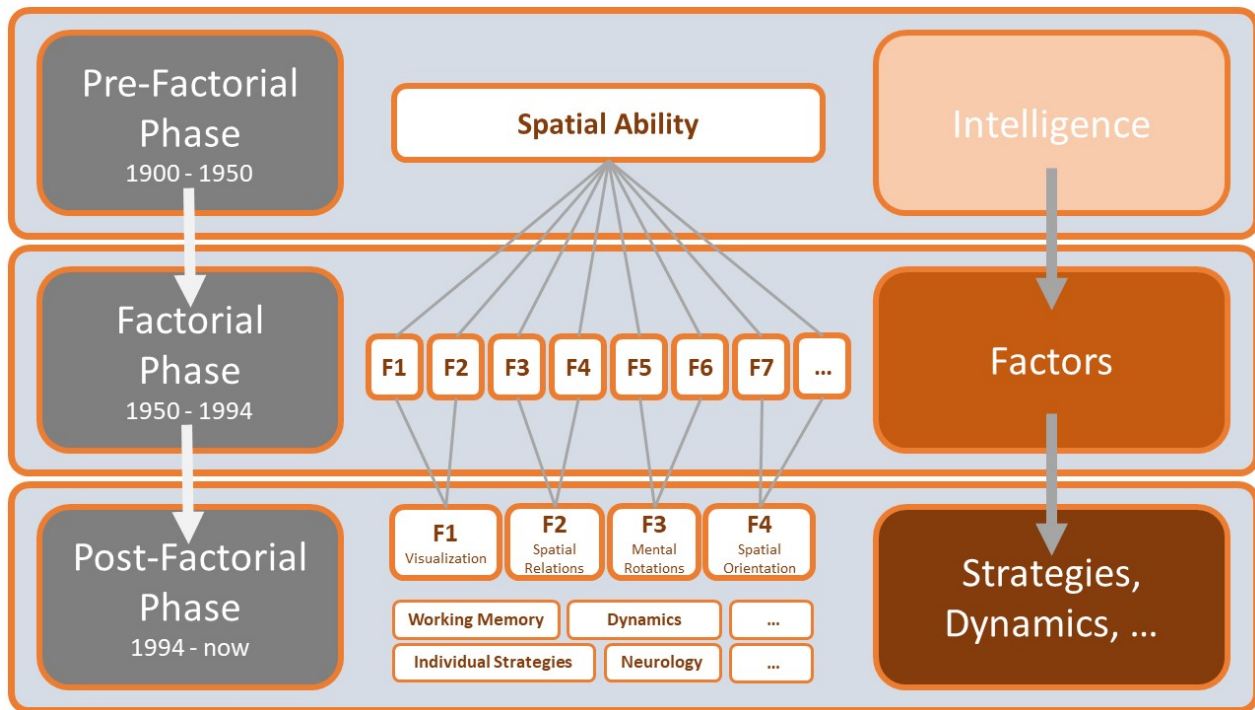 Pre-Factorial
Phase
1900 - 1950
Spatial Ability
Intelligence
Factorial
Phase
1950 - 1994
F1
F2
F3
F4
F5
F6
F7
...
Factors
Post-Factorial
Phase
1994 - now
F1
Visualization
F2
Spatial
Relations
F3
Mental
Rotations
F4
Spatial
Orientation
Working Memory
Dynamics
...
Individual Strategies
Neurology
...
Strategies,
Dynamics, ...